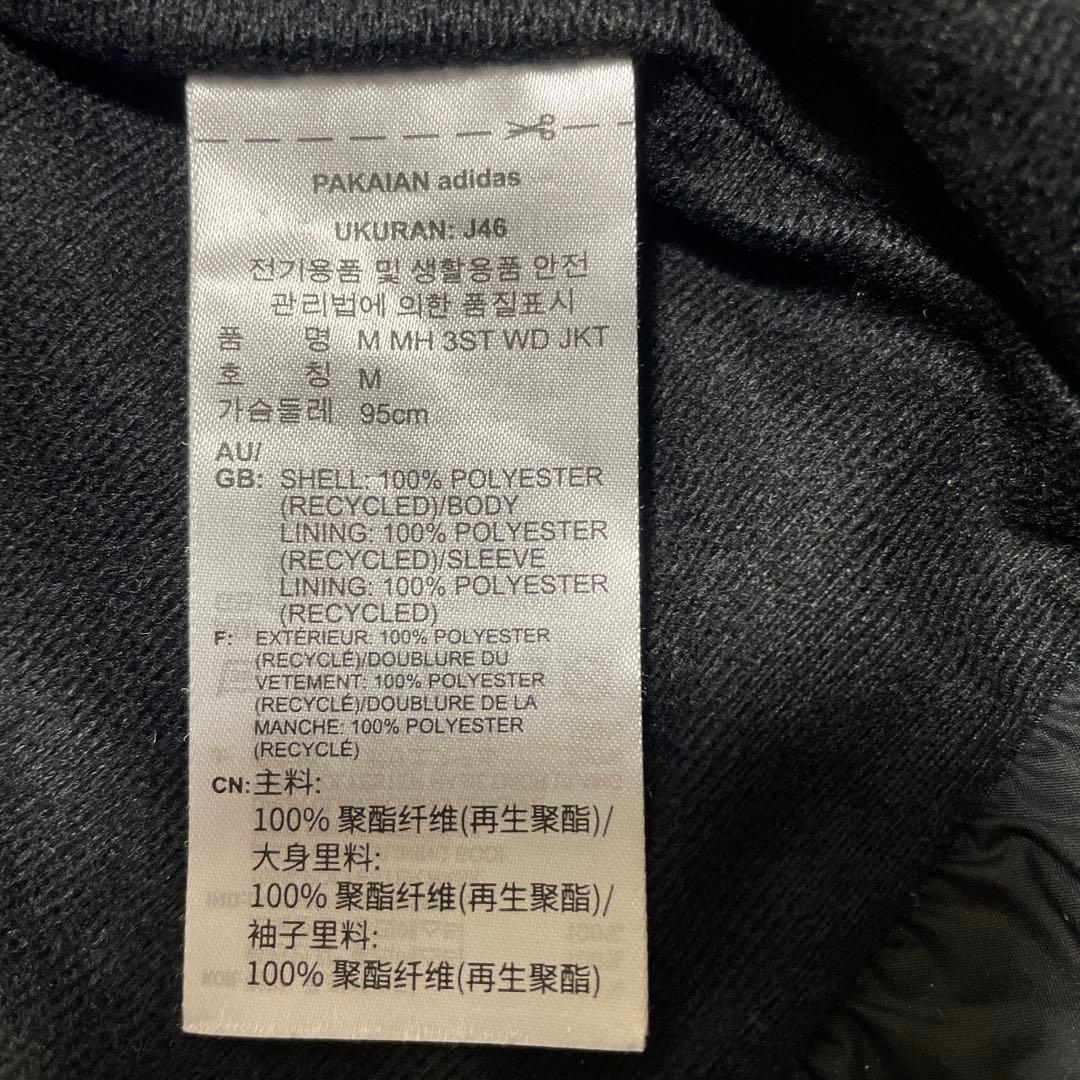 PAKAIAN adidas
UKURAN: J46
전기용품 및 생활용품 안전
관리법에 의한 품질표시
품 명 M MH 3ST WD JKT
호 칭 M
가슴둘레 95cm
AU/
GB: SHELL: 100% POLYESTER
(RECYCLED)/BODY
LINING: 100% POLYESTER
(RECYCLED)/SLEEVE
LINING: 100% POLYESTER
(RECYCLED)
F: EXTÉRIEUR: 100% POLYESTER
(RECYCLÉ)/DOUBLURE DU
VETEMENT: 100% POLYESTER
(RECYCLÉ)/DOUBLURE DE LA
MANCHE: 100% POLYESTER
(RECYCLÉ)
CN: 主料:
100% 聚酯纤维(再生聚酯)/
大身里料:
100% 聚酯纤维(再生聚酯)/
袖子里料:
100% 聚酯纤维(再生聚酯)